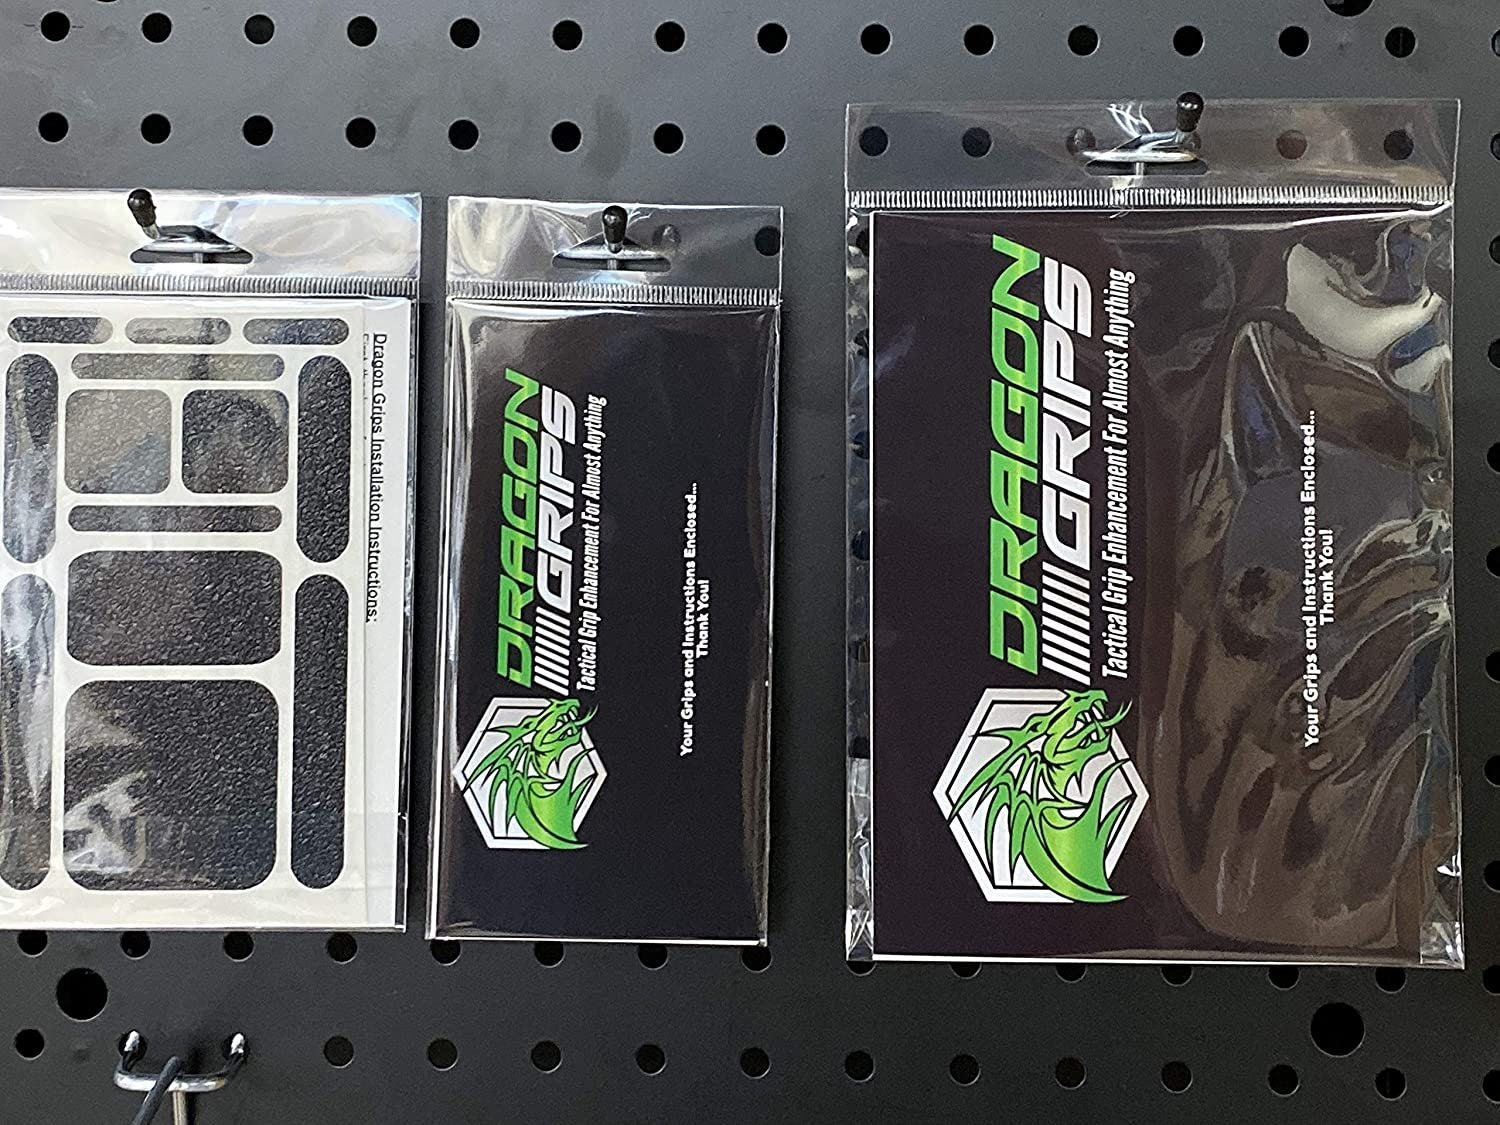 Dragon Grips Installation Instructions:
DRAGON
GRIPS
Tactical Grip Enhancement For Almost Anything
Your Grips and Instructions Enclosed...
Thank You!
DRAGON
GRIPS
Tactical Grip Enhancement For Almost Anything
Your Grips and Instructions Enclosed...
Thank You!